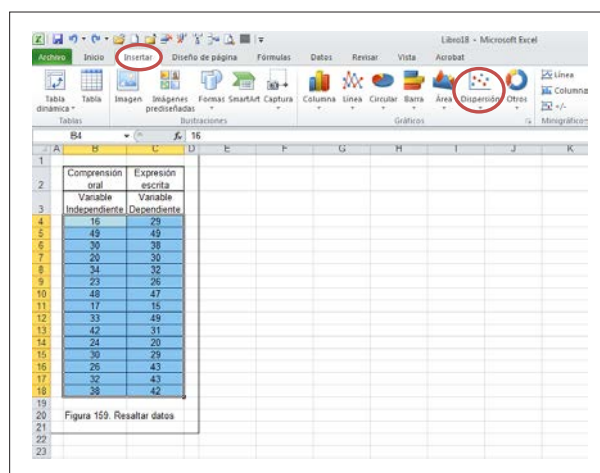 Libro18 - Microsoft Excel
Archivo Inicio Insertar Diseño de página Fórmulas Datos Revisar Vista Acrobat
Tabla dinámica Tabla Imagen Imágenes prediseñadas Formas SmartArt Captura Columna Línea Circular Barra Área Dispersión Otros Línea
Columna
+/-
Tablas Ilustraciones Gráficos Minigráficos
B4 fx 16
A B C D E F G H I J K
1
2 Comprensión oral Expresión escrita
3 Variable Independiente Variable Dependiente
4 16 29
5 49 49
6 30 38
7 20 30
8 34 32
9 23 26
10 48 47
11 17 15
12 33 49
13 42 31
14 24 20
15 30 29
16 26 43
17 32 43
18 38 42
19
20 Figura 159. Resaltar datos
21
22
23